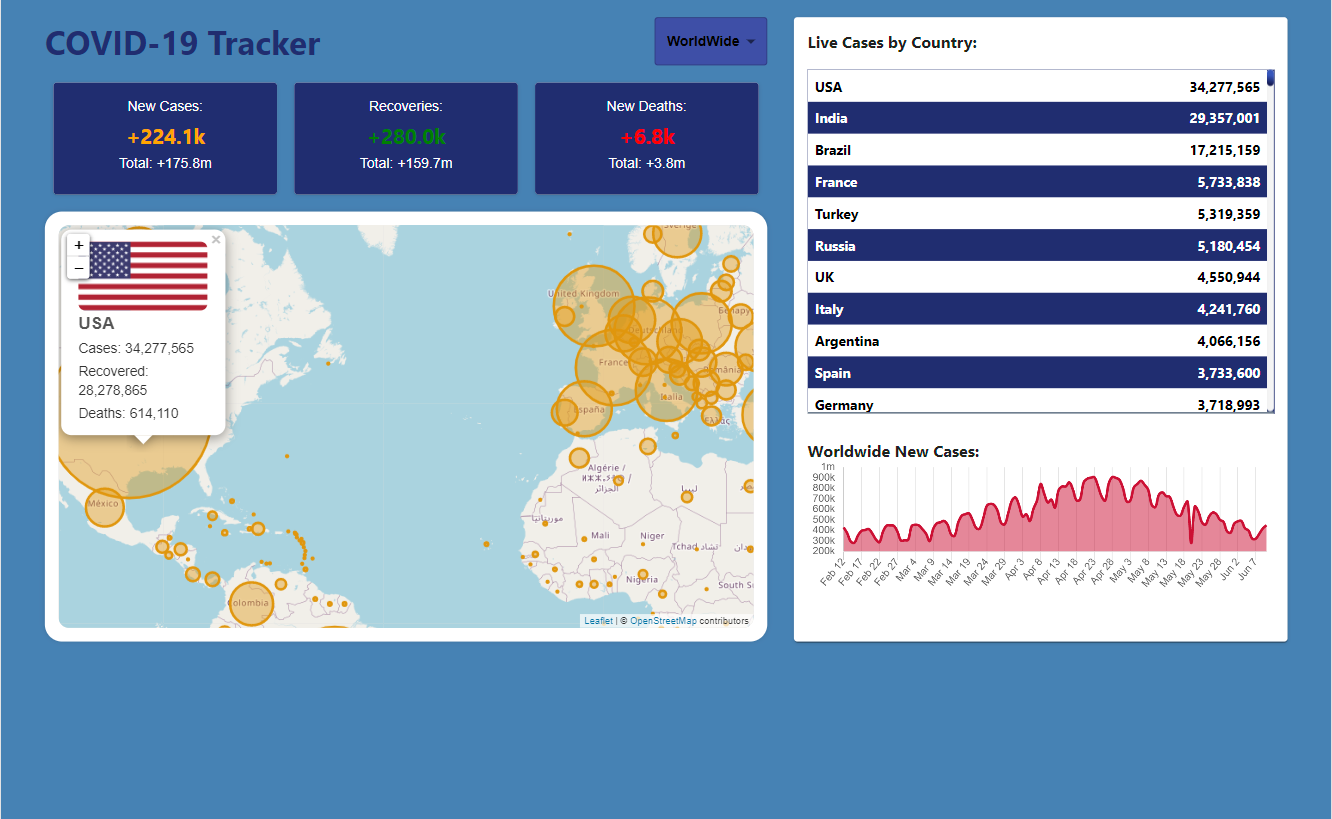 COVID-19 Tracker
WorldWide
New Cases:
+224.1k
Total: +175.8m
Recoveries:
+280.0k
Total: +159.7m
New Deaths:
+6.8k
Total: +3.8m
+
−
×
USA
Cases: 34,277,565
Recovered:
28,278,865
Deaths: 614,110
United Kingdom
Deutschland
France
România
Italia
España
Ελλάς
Algérie /
الجزائر
ليبيا
México
موريتانيا
Mali
Niger
Tchad تشاد
Nigeria
South S
Colombia
Leaflet | © OpenStreetMap contributors
Live Cases by Country:
USA 34,277,565
India 29,357,001
Brazil 17,215,159
France 5,733,838
Turkey 5,319,359
Russia 5,180,454
UK 4,550,944
Italy 4,241,760
Argentina 4,066,156
Spain 3,733,600
Germany 3,718,993
Worldwide New Cases:
1m
900k
800k
700k
600k
500k
400k
300k
200k
Feb 12 Feb 17 Feb 22 Feb 27 Mar 4 Mar 9 Mar 14 Mar 19 Mar 24 Mar 29 Apr 3 Apr 8 Apr 13 Apr 18 Apr 23 Apr 28 May 3 May 8 May 13 May 18 May 23 May 28 Jun 2 Jun 7